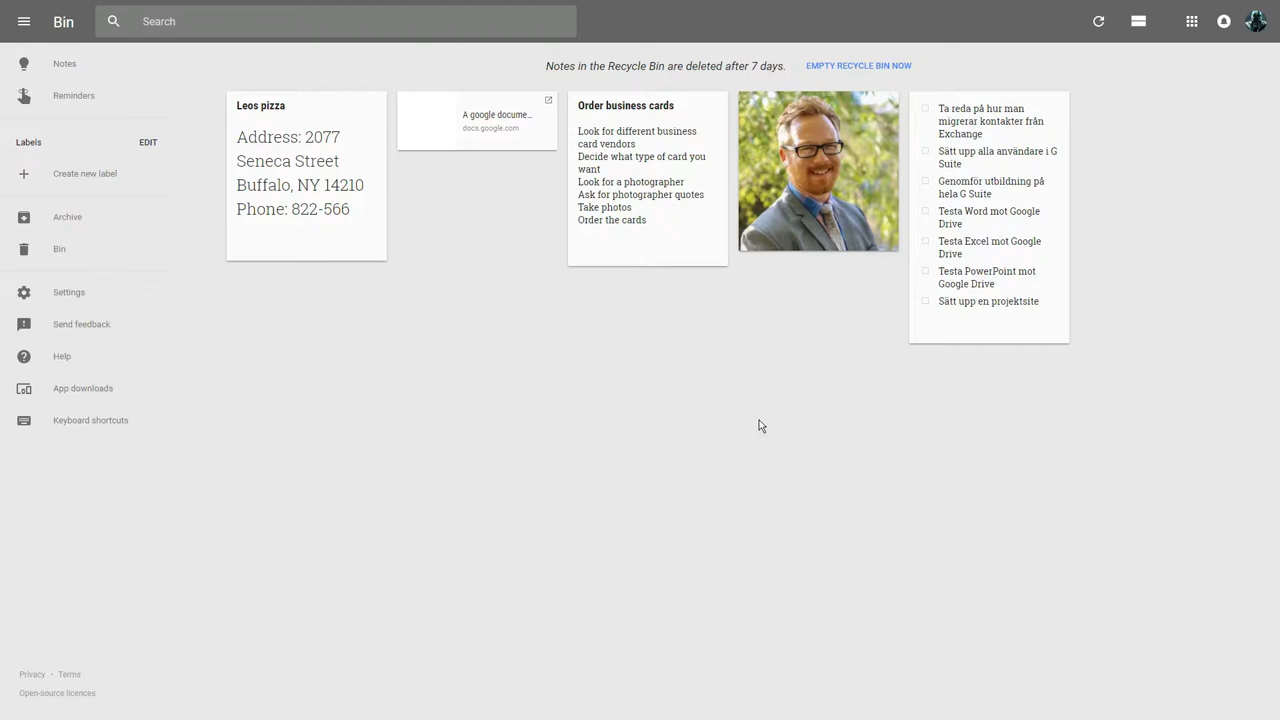 Bin
Search
Notes
Reminders
Labels
EDIT
Create new label
Archive
Bin
Settings
Send feedback
Help
App downloads
Keyboard shortcuts
Privacy • Terms
Open-source licences
Notes in the Recycle Bin are deleted after 7 days.
EMPTY RECYCLE BIN NOW
Leos pizza
Address: 2077
Seneca Street
Buffalo, NY 14210
Phone: 822-566
A google docume...
docs.google.com
Order business cards
Look for different business
card vendors
Decide what type of card you
want
Look for a photographer
Ask for photographer quotes
Take photos
Order the cards
Ta reda på hur man
migrerar kontakter från
Exchange
Sätt upp alla användare i G
Suite
Genomför utbildning på
hela G Suite
Testa Word mot Google
Drive
Testa Excel mot Google
Drive
Testa PowerPoint mot
Google Drive
Sätt upp en projektsite